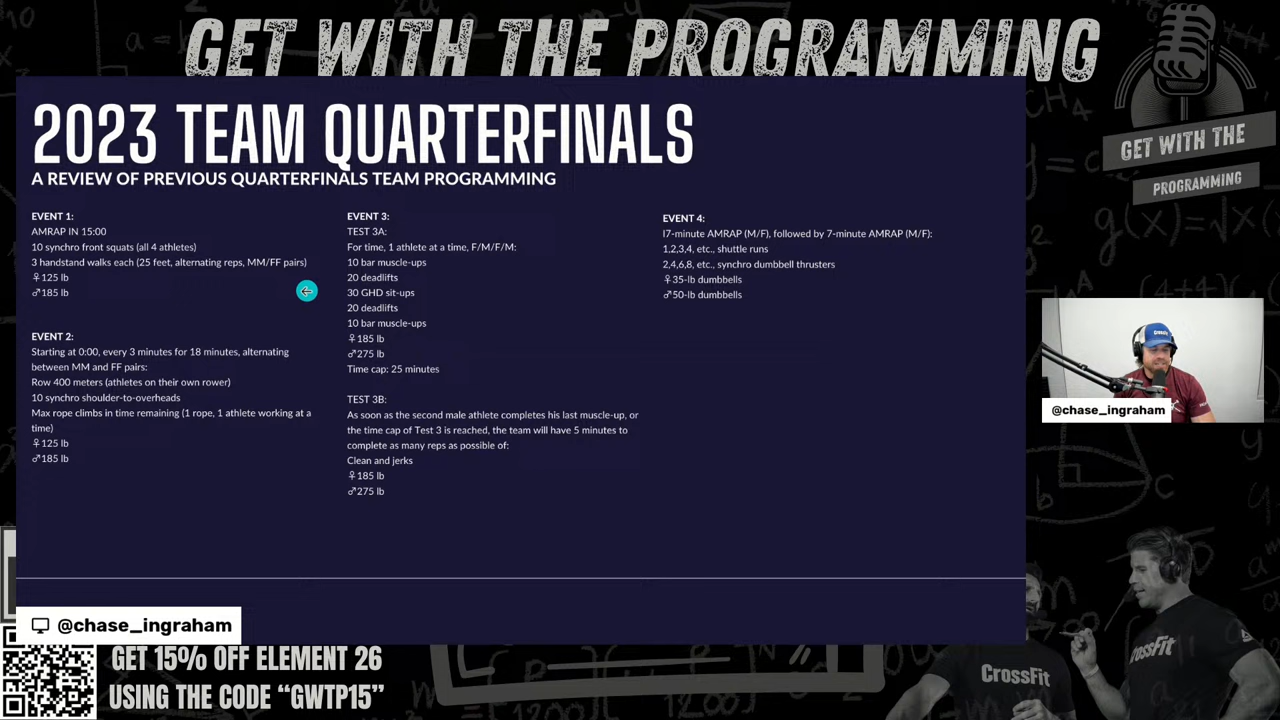 GET WITH THE PROGRAMMING
GET WITH THE
PROGRAMMING
2023 TEAM QUARTERFINALS
A REVIEW OF PREVIOUS QUARTERFINALS TEAM PROGRAMMING
EVENT 1:
AMRAP IN 15:00
10 synchro front squats (all 4 athletes)
3 handstand walks each (25 feet, alternating reps, MM/FF pairs)
♀125 lb
♂185 lb
EVENT 2:
Starting at 0:00, every 3 minutes for 18 minutes, alternating
between MM and FF pairs:
Row 400 meters (athletes on their own rower)
10 synchro shoulder-to-overheads
Max rope climbs in time remaining (1 rope, 1 athlete working at a
time)
♀125 lb
♂185 lb
EVENT 3:
TEST 3A:
For time, 1 athlete at a time, F/M/F/M:
10 bar muscle-ups
20 deadlifts
30 GHD sit-ups
20 deadlifts
10 bar muscle-ups
♀185 lb
♂275 lb
Time cap: 25 minutes
TEST 3B:
As soon as the second male athlete completes his last muscle-up, or
the time cap of Test 3 is reached, the team will have 5 minutes to
complete as many reps as possible of:
Clean and jerks
♀185 lb
♂275 lb
EVENT 4:
l7-minute AMRAP (M/F), followed by 7-minute AMRAP (M/F):
1,2,3,4, etc., shuttle runs
2,4,6,8, etc., synchro dumbbell thrusters
♀35-lb dumbbells
♂50-lb dumbbells
@chase_ingraham
@chase_ingraham
GET 15% OFF ELEMENT 26
USING THE CODE “GWTP15”
CrossFit
CrossFit